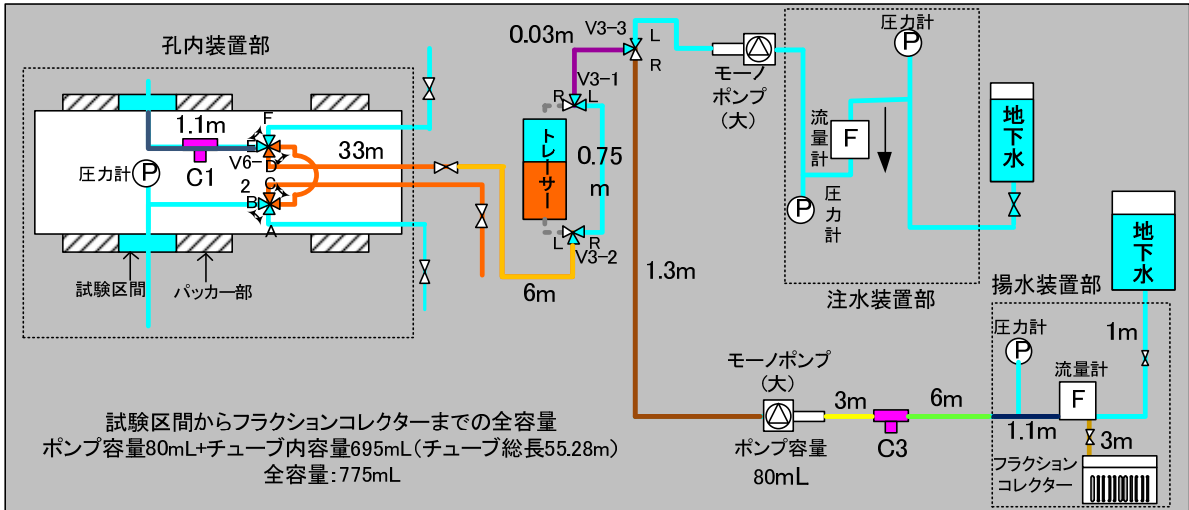 孔内装置部
1.1m
C1
圧力計
P
F
E
V6-
2
D
C
B
A
33m
試験区間
パッカー部
0.03m
V3-3
L
R
V3-1
R
L
トレーサー
0.75
m
L
R
V3-2
6m
モーノ
ポンプ
(大)
圧力計
P
流量計
F
P
圧力計
地下水
注水装置部
1.3m
モーノポンプ
(大)
ポンプ容量
80mL
3m
C3
6m
揚水装置部
地下水
1m
圧力計
P
流量計
F
1.1m
3m
フラクション
コレクター
試験区間からフラクションコレクターまでの全容量
ポンプ容量80mL+チューブ内容量695mL(チューブ総長55.28m)
全容量:775mL